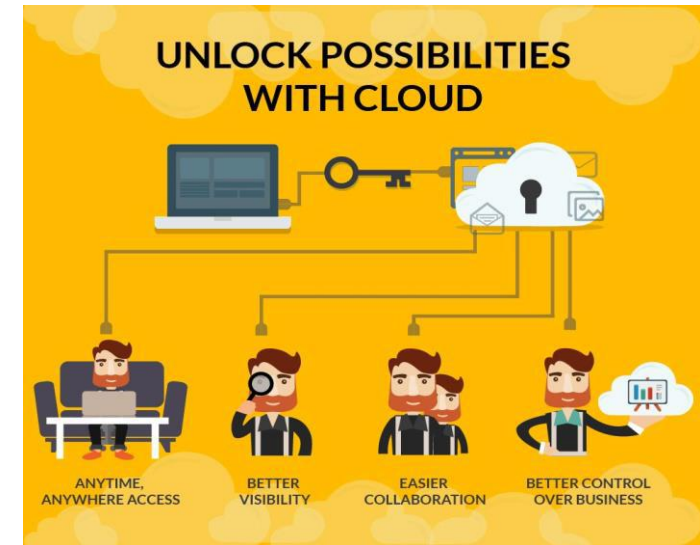 UNLOCK POSSIBILITIES
WITH CLOUD
ANYTIME,
ANYWHERE ACCESS
BETTER
VISIBILITY
EASIER
COLLABORATION
BETTER CONTROL
OVER BUSINESS